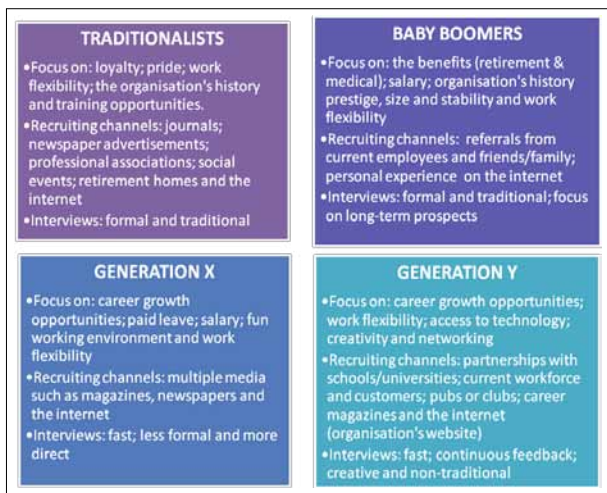 TRADITIONALISTS
•Focus on: loyalty; pride; work
flexibility; the organisation's history
and training opportunities.
•Recruiting channels: journals;
newspaper advertisements;
professional associations; social
events; retirement homes and the
internet
•Interviews: formal and traditional
BABY BOOMERS
•Focus on: the benefits (retirement &
medical); salary; organisation's history
prestige, size and stability and work
flexibility
•Recruiting channels: referrals from
current employees and friends/family;
personal experience on the internet
•Interviews: formal and traditional; focus
on long-term prospects
GENERATION X
•Focus on: career growth
opportunities; paid leave; salary; fun
working environment and work
flexibility
•Recruiting channels: multiple media
such as magazines, newspapers and
the internet
•Interviews: fast; less formal and more
direct
GENERATION Y
•Focus on: career growth opportunities;
work flexibility; access to technology;
creativity and networking
•Recruiting channels: partnerships with
schools/universities; current workforce
and customers; pubs or clubs; career
magazines and the internet
(organisation's website)
•Interviews: fast; continuous feedback;
creative and non-traditional